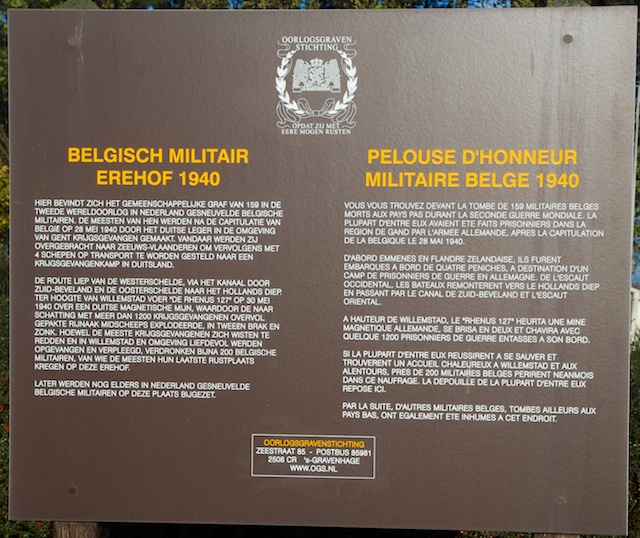 OORLOGSGRAVEN
STICHTING
OPDAT ZIJ MET
EERE MOGEN RUSTEN
BELGISCH MILITAIR
EREHOF 1940
HIER BEVINDT ZICH HET GEMEENSCHAPPELIJKE GRAF VAN 159 IN DE
TWEEDE WERELDOORLOG IN NEDERLAND GESNEUVELDE BELGISCHE
MILITAIREN. DE MEESTEN VAN HEN WERDEN NA DE CAPITULATIE VAN
BELGIË OP 28 MEI 1940 DOOR HET DUITSE LEGER IN DE OMGEVING
VAN GENT KRIJGSGEVANGEN GEMAAKT. VANDAAR WERDEN ZIJ
OVERGEBRACHT NAAR ZEEUWS-VLAANDEREN OM VERVOLGENS MET
4 SCHEPEN OP TRANSPORT TE WORDEN GESTELD NAAR EEN
KRIJGSGEVANGENKAMP IN DUITSLAND.
DE ROUTE LIEP VAN DE WESTERSCHELDE, VIA HET KANAAL DOOR
ZUID-BEVELAND EN DE OOSTERSCHELDE NAAR HET HOLLANDS DIEP.
TER HOOGTE VAN WILLEMSTAD VOER "DE RHENUS 127" OP 30 MEI
1940 OVER EEN DUITSE MAGNETISCHE MIJN, WAARDOOR DE NAAR
SCHATTING MET MEER DAN 1200 KRIJGSGEVANGENEN OVERVOL
GEPAKTE RIJNAAK MIDSCHEEPS EXPLODEERDE, IN TWEEEN BRAK EN
ZONK. HOEWEL DE MEESTE KRIJGSGEVANGENEN ZICH WISTEN TE
REDDEN EN IN WILLEMSTAD EN OMGEVING LIEFDEVOL WERDEN
OPGEVANGEN EN VERPLEEGD, VERDRONKEN BIJNA 200 BELGISCHE
MILITAIREN, VAN WIE DE MEESTEN HUN LAATSTE RUSTPLAATS
KREGEN OP DEZE EREHOF.
LATER WERDEN NOG ELDERS IN NEDERLAND GESNEUVELDE
BELGISCHE MILITAIREN OP DEZE PLAATS BIJGEZET.
PELOUSE D'HONNEUR
MILITAIRE BELGE 1940
VOUS VOUS TROUVEZ DEVANT LA TOMBE DE 159 MILITAIRES BELGES
MORTS AUX PAYS PAS DURANT LA SECONDE GUERRE MONDIALE. LA
PLUPART D'ENTRE EUX AVAIENT ETE FAITS PRISONNIERS DANS LA
REGION DE GAND PAR L'ARMEE ALLEMANDE, APRES LA CAPITULATION
DE LA BELGIQUE LE 28 MAI 1940.
D'ABORD EMMENES EN FLANDRE ZELANDAISE, ILS FURENT
EMBARQUES A BORD DE QUATRE PENICHES, A DESTINATION D'UN
CAMP DE PRISONNIERS DE GUERRE EN ALLEMAGNE. DE L'ESCAUT
OCCIDENTAL, LES BATEAUX REMONTERENT VERS LE HOLLANDS DIEP
EN PASSANT PAR LE CANAL DE ZUID-BEVELAND ET L'ESCAUT
ORIENTAL.
A HAUTEUR DE WILLEMSTAD, LE "RHENUS 127" HEURTA UNE MINE
MAGNETIQUE ALLEMANDE, SE BRISA EN DEUX ET CHAVIRA AVEC
QUELQUE 1200 PRISONNIERS DE GUERRE ENTASSES A SON BORD.
SI LA PLUPART D'ENTRE EUX REUSSIRENT A SE SAUVER ET
TROUVERENT UN ACCUEIL CHALEUREUX A WILLEMSTAD ET AUX
ALENTOURS, PRES DE 200 MILITAIRES BELGES PERIRENT NEANMOIS
DANS CE NAUFRAGE. LA DEPOUILLE DE LA PLUPART D'ENTRE EUX
REPOSE ICI.
PAR LA SUITE, D'AUTRES MILITAIRES BELGES, TOMBES AILLEURS AUX
PAYS BAS, ONT EGALEMENT ETE INHUMES A CET ENDROIT.
OORLOGSGRAVENSTICHTING
ZEESTRAAT 85 - POSTBUS 85981
2508 CR 's-GRAVENHAGE
WWW.OGS.NL